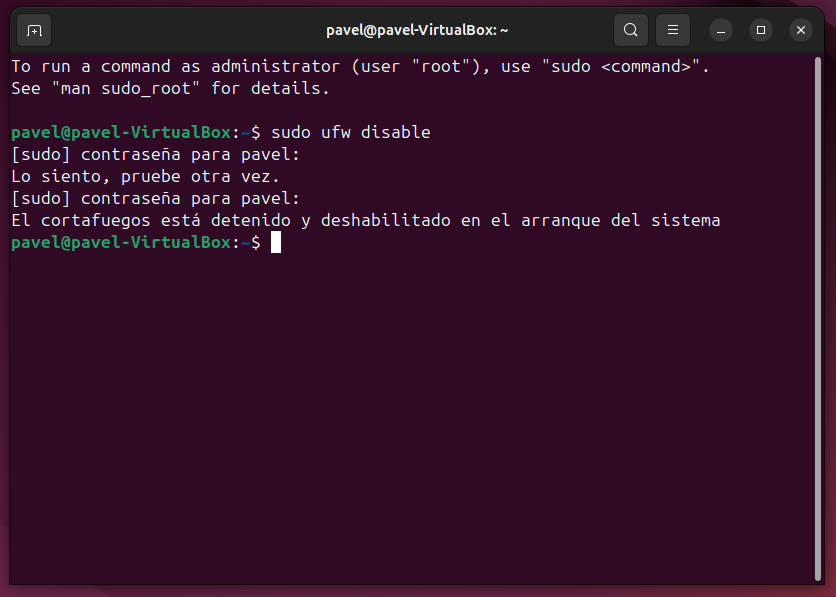 pavel@pavel-VirtualBox: ~
To run a command as administrator (user "root"), use "sudo <command>".
See "man sudo_root" for details.
pavel@pavel-VirtualBox:~$ sudo ufw disable
[sudo] contraseña para pavel:
Lo siento, pruebe otra vez.
[sudo] contraseña para pavel:
El cortafuegos está detenido y deshabilitado en el arranque del sistema
pavel@pavel-VirtualBox:~$